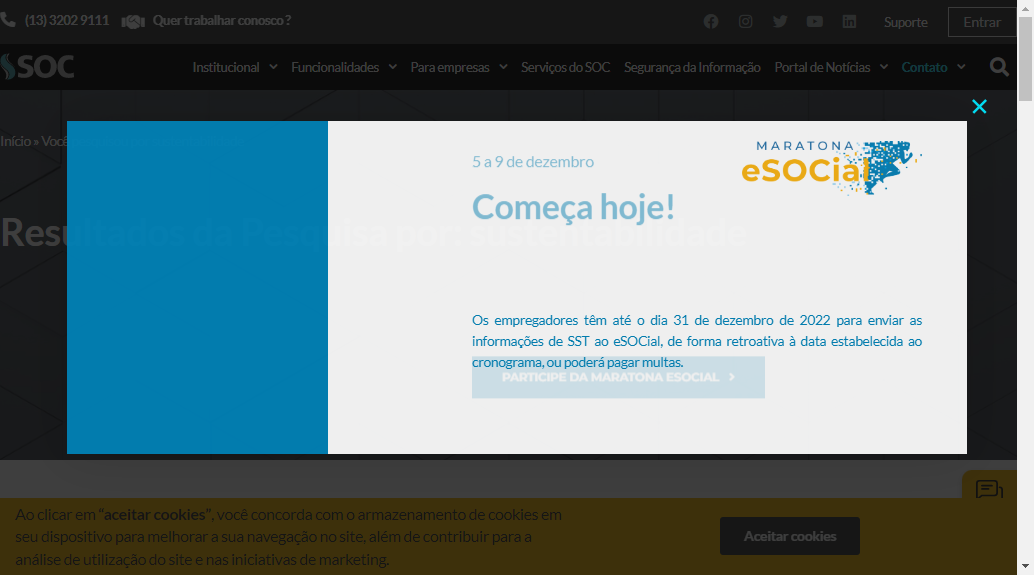 (13) 3202 9111 Quer trabalhar conosco ? Suporte Entrar
SOC Institucional Funcionalidades Para empresas Serviços do SOC Segurança da Informação Portal de Notícias Contato
Início » Você
MARATONA
eSOCial
5 a 9 de dezembro
Começa hoje!
Resultados da Pesquisa por: sustentabilidade
Os empregadores têm até o dia 31 de dezembro de 2022 para enviar as
informações de SST ao eSOCial, de forma retroativa à data estabelecida ao
cronograma, ou poderá pagar multas.
PARTICIPE DA MARATONA ESOCIAL
Ao clicar em “aceitar cookies”, você concorda com o armazenamento de cookies em
seu dispositivo para melhorar a sua navegação no site, além de contribuir para a
análise de utilização do site e nas iniciativas de marketing.
Aceitar cookies